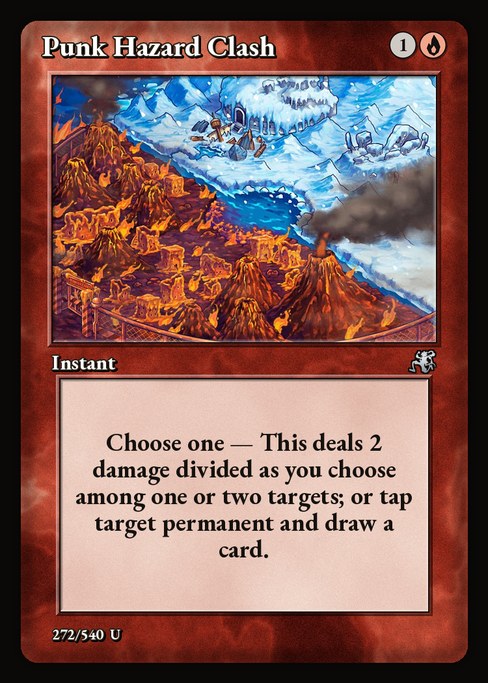 Punk Hazard Clash 1
Instant
Choose one — This deals 2
damage divided as you choose
among one or two targets; or tap
target permanent and draw a
card.
272/540 U